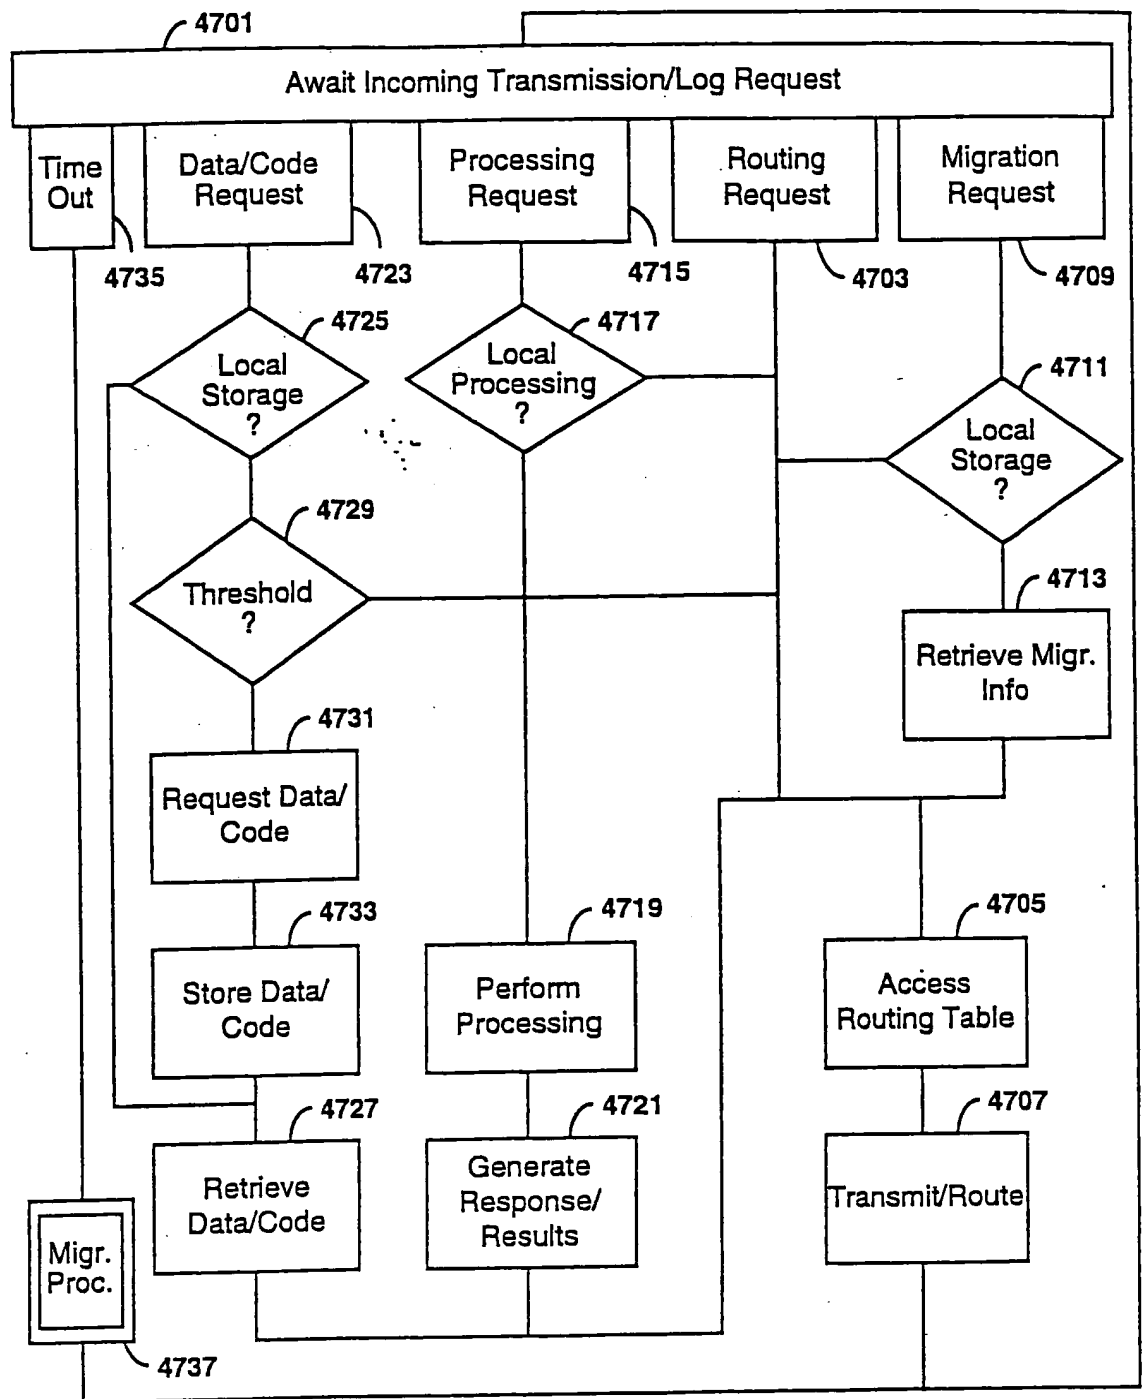 4701
Await Incoming Transmission/Log Request
Time
Out
Data/Code
Request
Processing
Request
Routing
Request
Migration
Request
4735
4723
4715
4703
4709
4725
Local
Storage
?
4717
Local
Processing
?
4711
Local
Storage
?
4729
Threshold
?
4713
Retrieve Migr.
Info
4731
Request Data/
Code
4733
Store Data/
Code
4719
Perform
Processing
4705
Access
Routing Table
4727
Retrieve
Data/Code
4721
Generate
Response/
Results
4707
Transmit/Route
Migr.
Proc.
4737